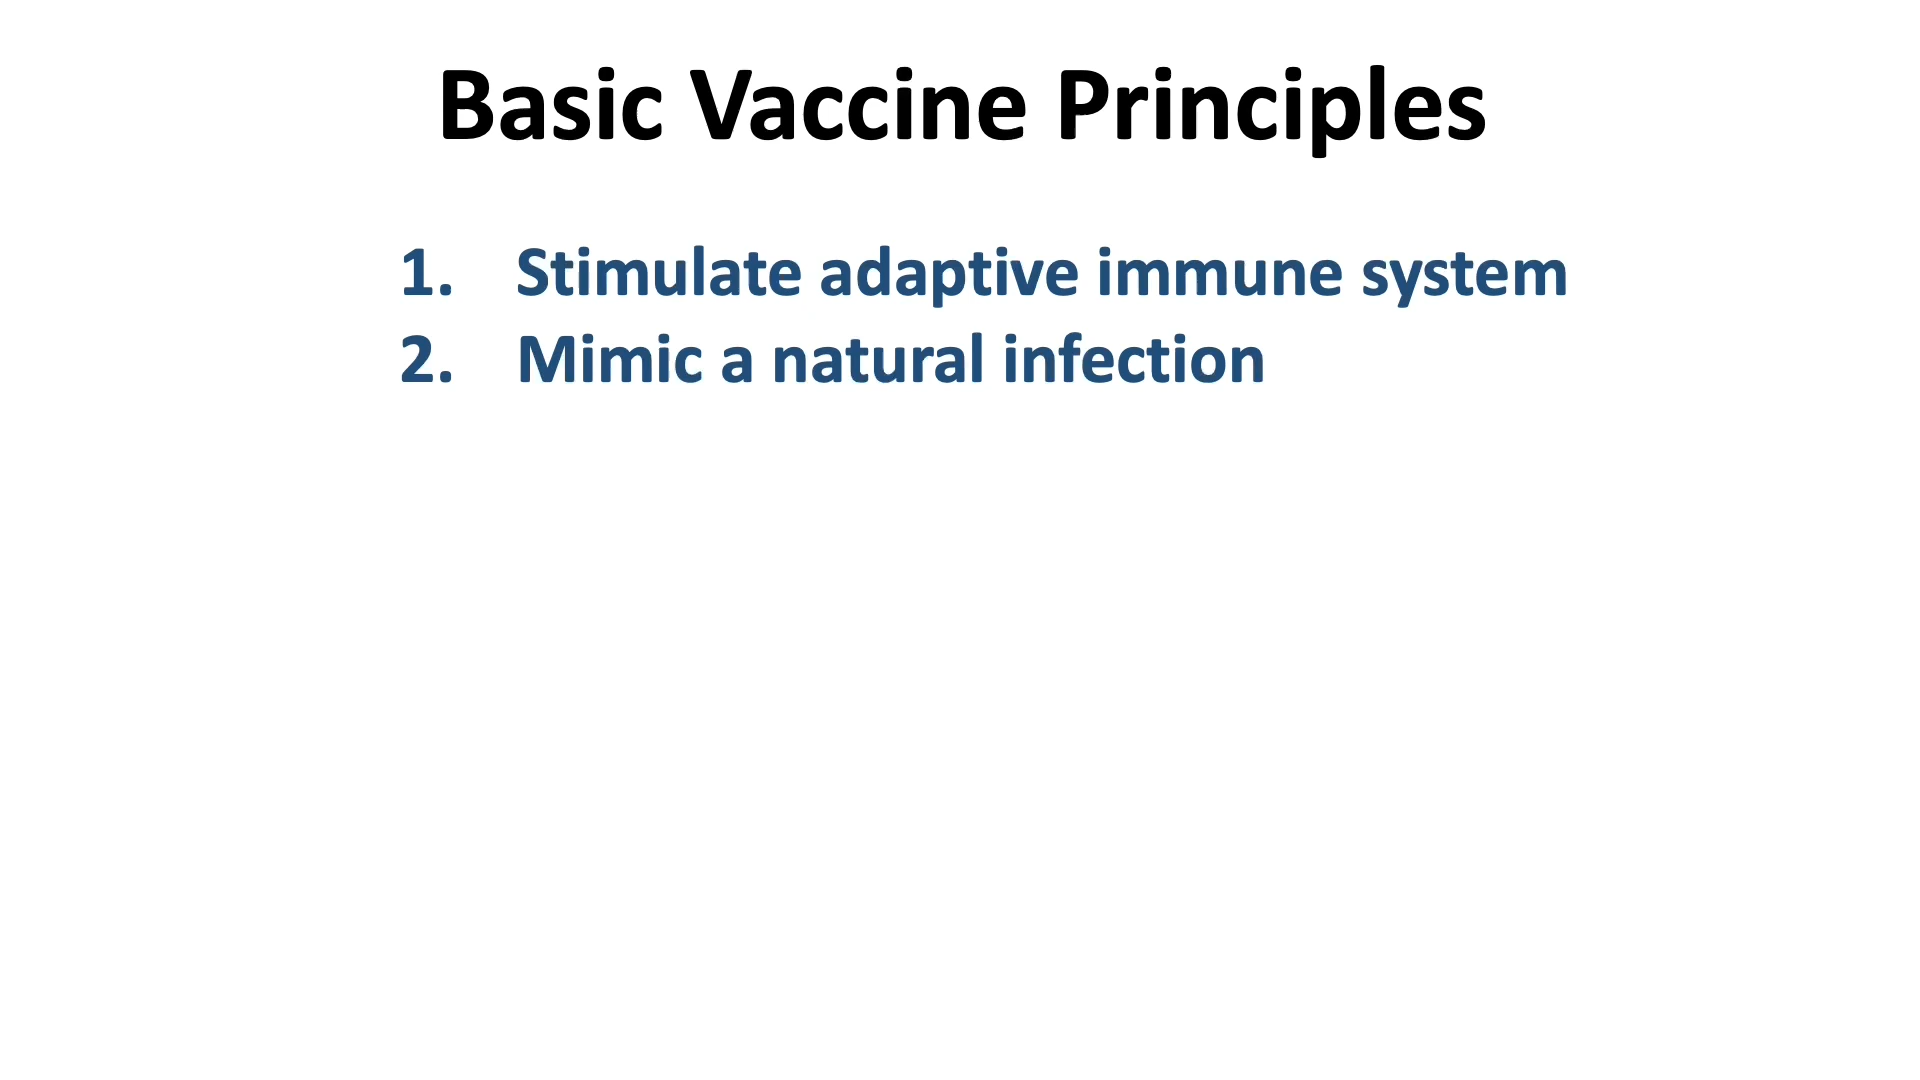 Basic Vaccine Principles
1. Stimulate adaptive immune system
2. Mimic a natural infection